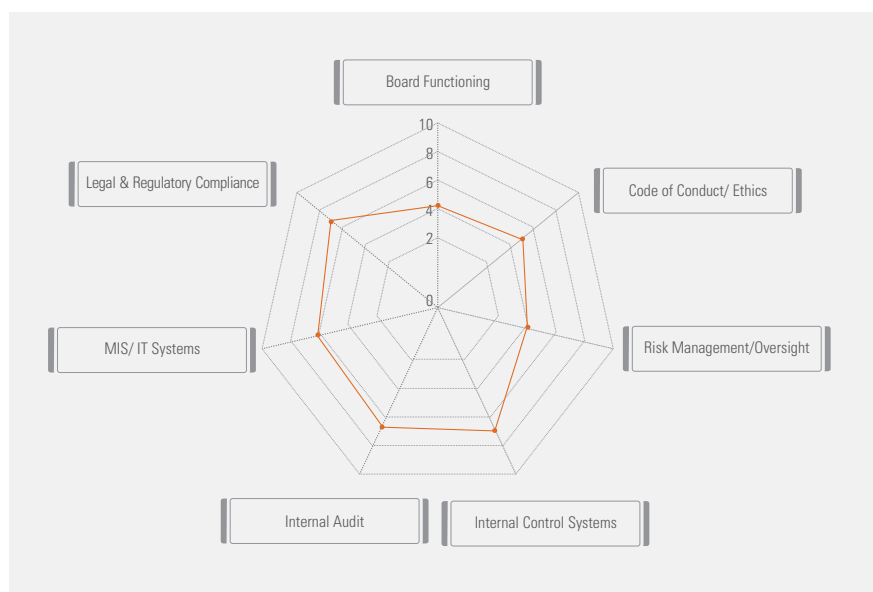 Board Functioning
10
8
6
4
2
0
Legal & Regulatory Compliance
Code of Conduct/ Ethics
MIS/ IT Systems
Risk Management/Oversight
Internal Audit
Internal Control Systems